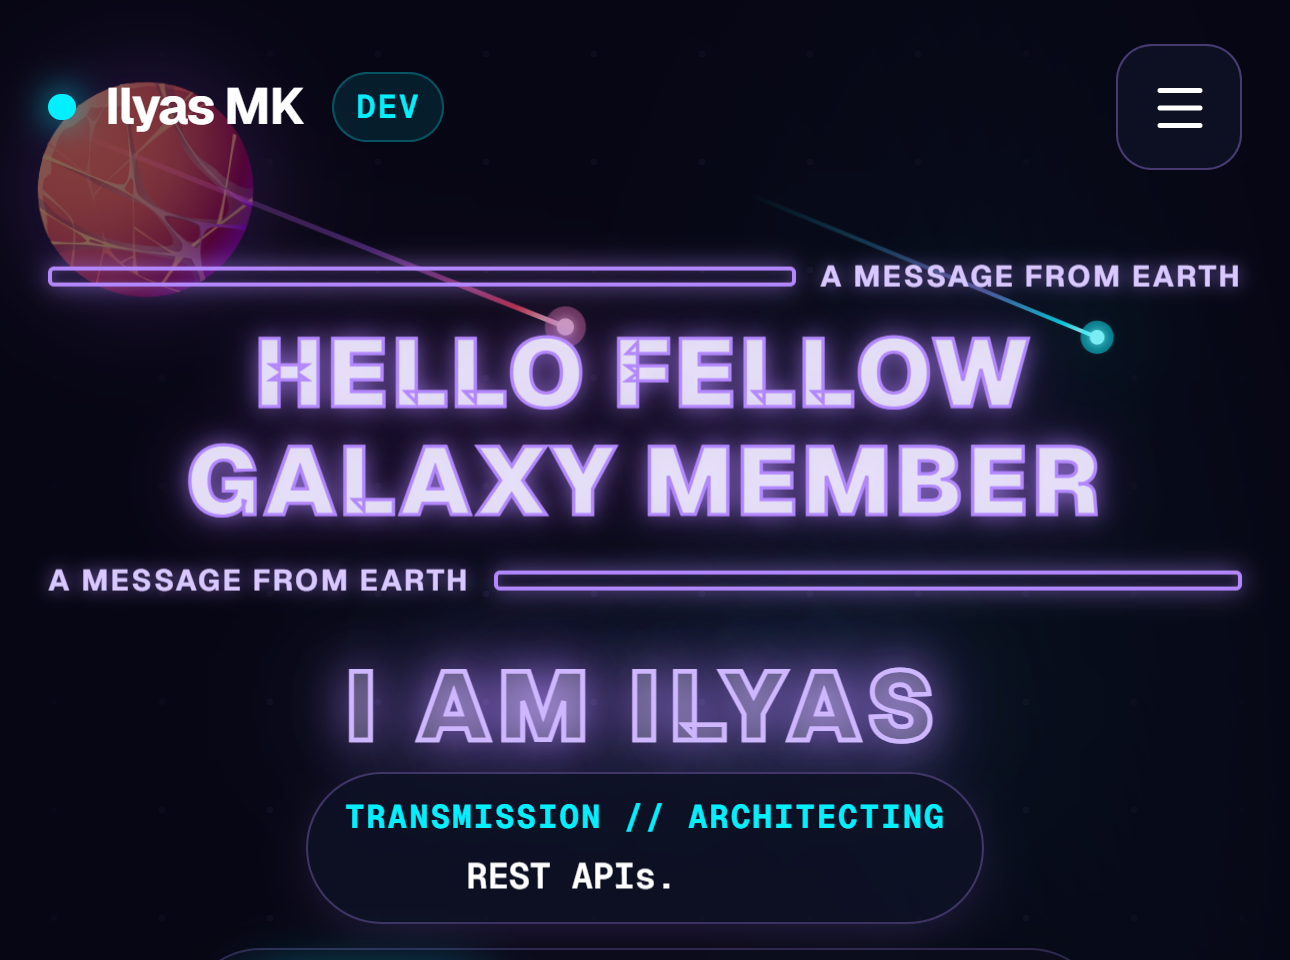 Ilyas MK DEV
A MESSAGE FROM EARTH
HELLO FELLOW
GALAXY MEMBER
A MESSAGE FROM EARTH
I AM ILYAS
TRANSMISSION // ARCHITECTING
REST APIs.